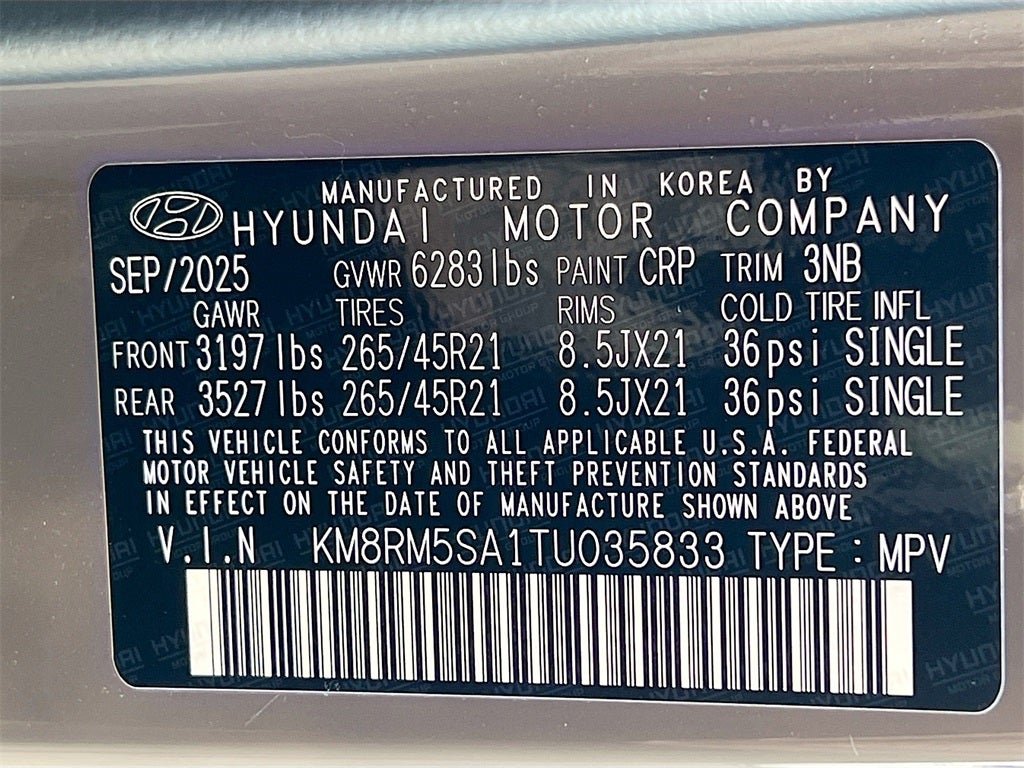 MANUFACTURED IN KOREA BY
HYUNDAI MOTOR COMPANY
SEP/2025 GVWR 6283lbs PAINT CRP TRIM 3NB
GAWR TIRES RIMS COLD TIRE INFL
FRONT 3197lbs 265/45R21 8.5JX21 36psi SINGLE
REAR 3527lbs 265/45R21 8.5JX21 36psi SINGLE
THIS VEHICLE CONFORMS TO ALL APPLICABLE U.S.A. FEDERAL
MOTOR VEHICLE SAFETY AND THEFT PREVENTION STANDARDS
IN EFFECT ON THE DATE OF MANUFACTURE SHOWN ABOVE
V.I.N KM8RM5SA1TU035833 TYPE : MPV